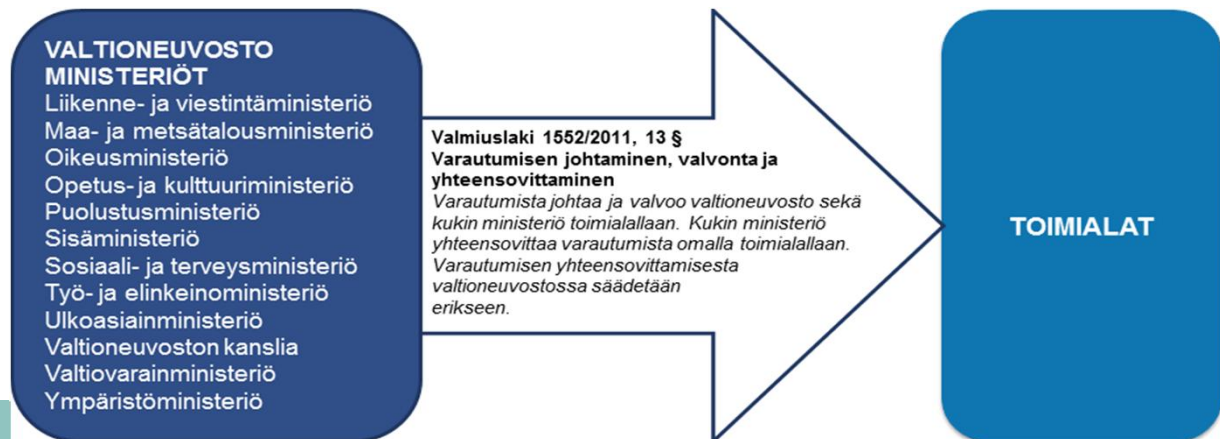 VALTIONEUVOSTO
MINISTERIÖT
Liikenne- ja viestintäministeriö
Maa- ja metsätalousministeriö
Oikeusministeriö
Opetus- ja kulttuuriministeriö
Puolustusministeriö
Sisäministeriö
Sosiaali- ja terveysministeriö
Työ- ja elinkeinoministeriö
Ulkoasiainministeriö
Valtioneuvoston kanslia
Valtiovarainministeriö
Ympäristöministeriö
Valmiuslaki 1552/2011, 13 §
Varautumisen johtaminen, valvonta ja
yhteensovittaminen
Varautumista johtaa ja valvoo valtioneuvosto sekä
kukin ministeriö toimialallaan. Kukin ministeriö
yhteensovittaa varautumista omalla toimialallaan.
Varautumisen yhteensovittamisesta
valtioneuvostossa säädetään
erikseen.
TOIMIALAT